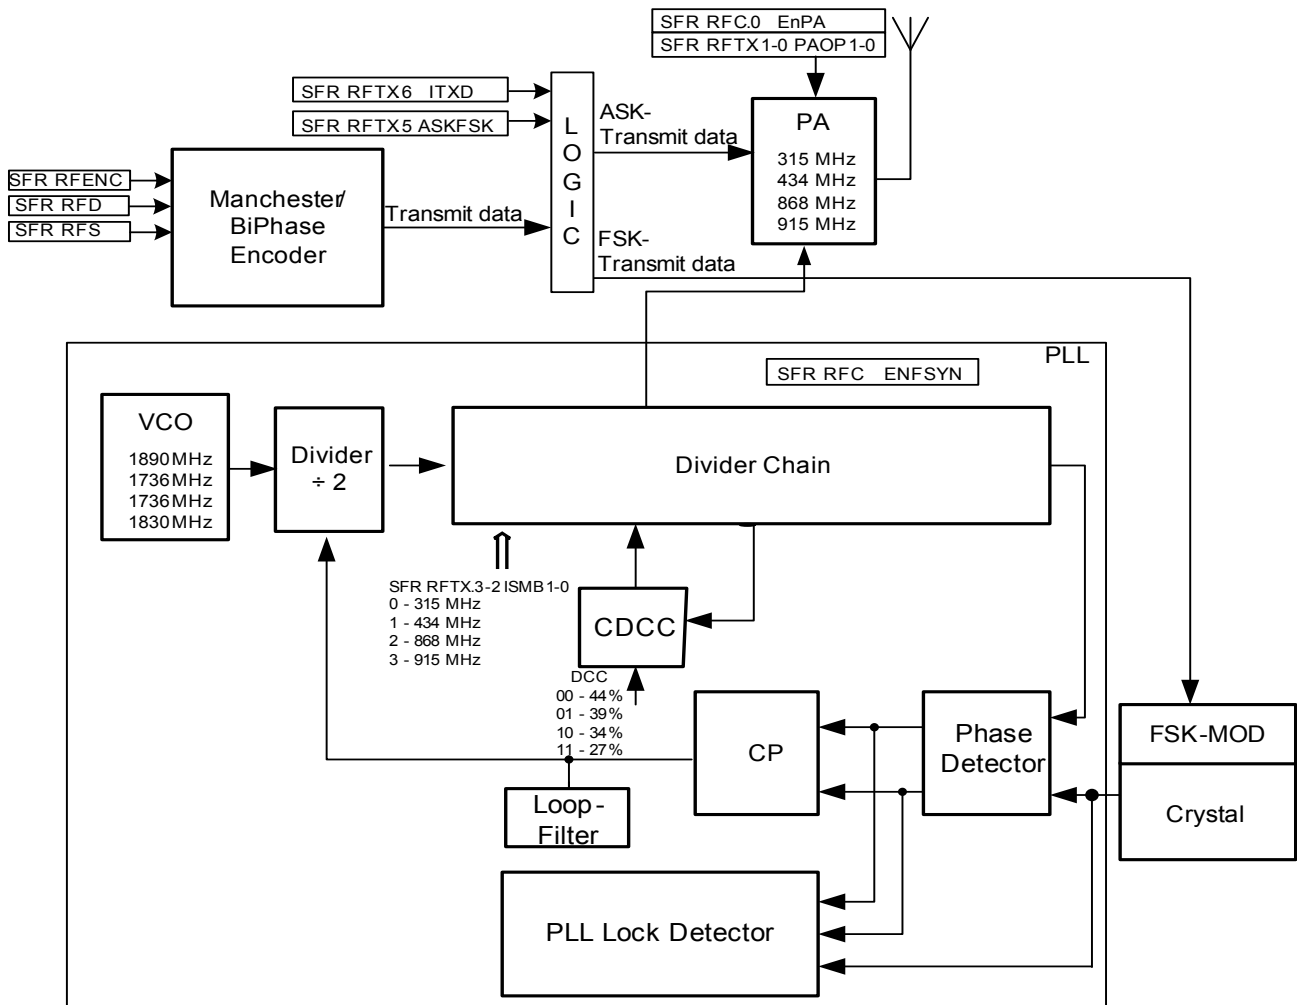 SFR RFC.0 EnPA
SFR RFTX1-0 PAOP1-0
SFR RFTX6 ITXD
SFR RFTX5 ASKFSK
LOGIC
ASK-
Transmit data
PA
315 MHz
434 MHz
868 MHz
915 MHz
SFR RFENC
SFR RFD
SFR RFS
Manchester/
BiPhase
Encoder
Transmit data
FSK-
Transmit data
PLL
SFR RFC ENFSYN
VCO
1890MHz
1736MHz
1736MHz
1830MHz
Divider
÷ 2
Divider Chain
SFR RFTX.3-2 ISMB1-0
0 - 315 MHz
1 - 434 MHz
2 - 868 MHz
3 - 915 MHz
CDCC
DCC
00 - 44%
01 - 39%
10 - 34%
11 - 27%
CP
Phase
Detector
FSK-MOD
Crystal
Loop-
Filter
PLL Lock Detector